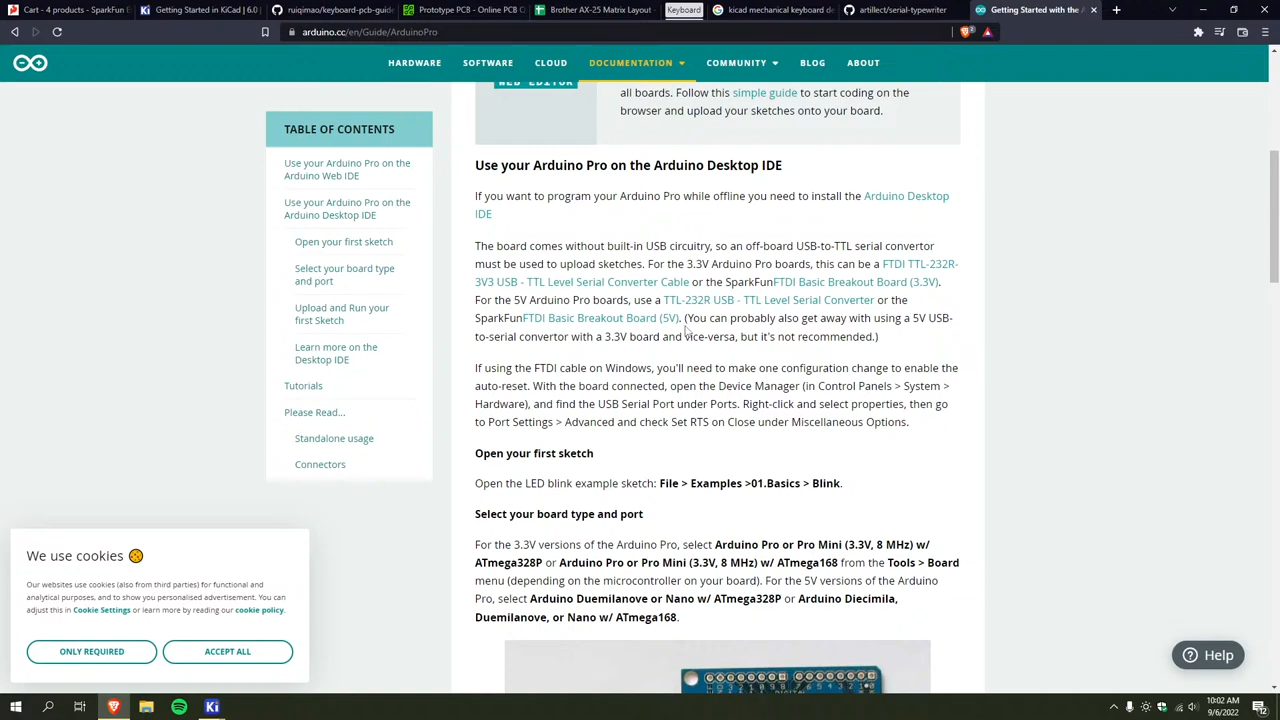 Cart - 4 products - SparkFun E
Getting Started in KiCad | 6.0
ruiqimao/keyboard-pcb-guide
Prototype PCB - Online PCB C
Brother AX-25 Matrix Layout -
Keyboard
kicad mechanical keyboard d
artillect/serial-typewriter
Getting Started with the A
arduino.cc/en/Guide/ArduinoPro
HARDWARE SOFTWARE CLOUD DOCUMENTATION COMMUNITY BLOG ABOUT
NEW EDITOR
all boards. Follow this simple guide to start coding on the
browser and upload your sketches onto your board.
TABLE OF CONTENTS
Use your Arduino Pro on the
Arduino Web IDE
Use your Arduino Pro on the
Arduino Desktop IDE
Open your first sketch
Select your board type
and port
Upload and Run your
first Sketch
Learn more on the
Desktop IDE
Tutorials
Please Read...
Standalone usage
Connectors
Use your Arduino Pro on the Arduino Desktop IDE
If you want to program your Arduino Pro while offline you need to install the Arduino Desktop
IDE
The board comes without built-in USB circuitry, so an off-board USB-to-TTL serial convertor
must be used to upload sketches. For the 3.3V Arduino Pro boards, this can be a FTDI TTL-232R-
3V3 USB - TTL Level Serial Converter Cable or the SparkFunFTDI Basic Breakout Board (3.3V).
For the 5V Arduino Pro boards, use a TTL-232R USB - TTL Level Serial Converter or the
SparkFunFTDI Basic Breakout Board (5V). (You can probably also get away with using a 5V USB-
to-serial convertor with a 3.3V board and vice-versa, but it's not recommended.)
If using the FTDI cable on Windows, you'll need to make one configuration change to enable the
auto-reset. With the board connected, open the Device Manager (in Control Panels > System >
Hardware), and find the USB Serial Port under Ports. Right-click and select properties, then go
to Port Settings > Advanced and check Set RTS on Close under Miscellaneous Options.
Open your first sketch
Open the LED blink example sketch: File > Examples >01.Basics > Blink.
Select your board type and port
For the 3.3V versions of the Arduino Pro, select Arduino Pro or Pro Mini (3.3V, 8 MHz) w/
ATmega328P or Arduino Pro or Pro Mini (3.3V, 8 MHz) w/ ATmega168 from the Tools > Board
menu (depending on the microcontroller on your board). For the 5V versions of the Arduino
Pro, select Arduino Duemilanove or Nano w/ ATmega328P or Arduino Diecimila,
Duemilanove, or Nano w/ ATmega168.
We use cookies
Our websites use cookies (also from third parties) for functional and
analytical purposes, and to show you personalised advertisement. You can
adjust this in Cookie Settings or learn more by reading our cookie policy.
ONLY REQUIRED ACCEPT ALL
Help
10:02 AM
9/6/2022